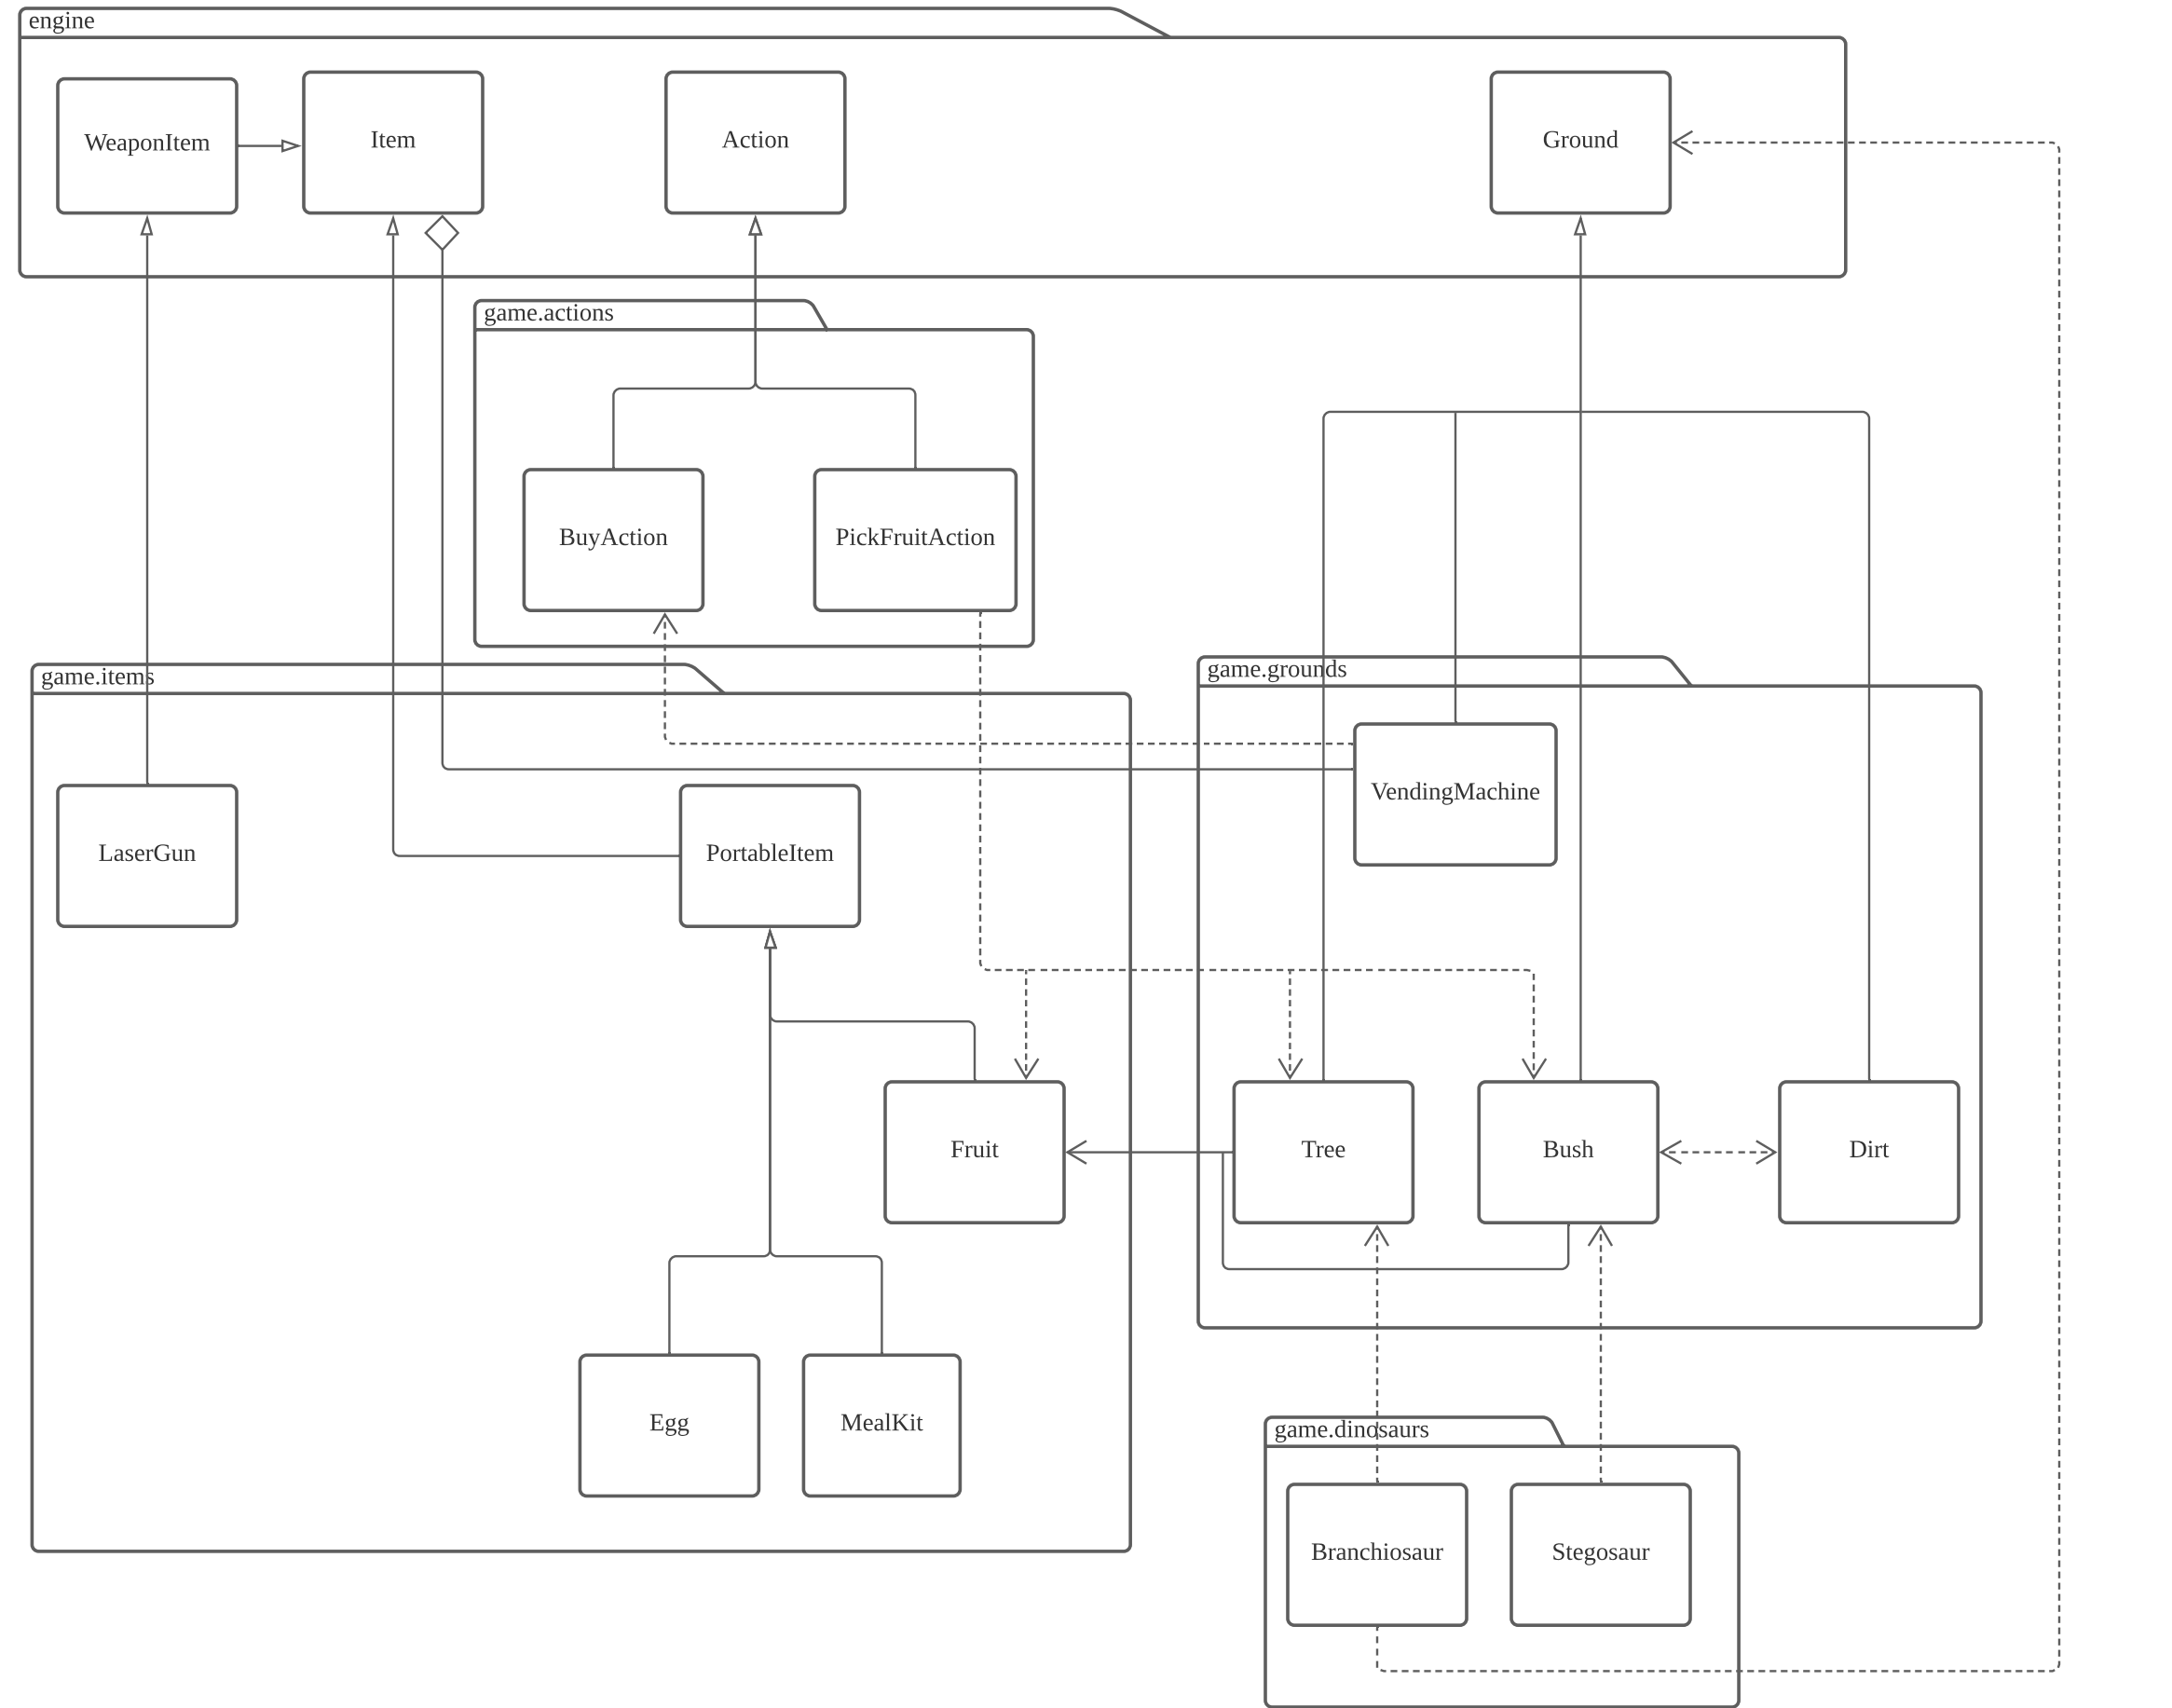 engine
WeaponItem
Item
Action
Ground
game.actions
BuyAction
PickFruitAction
game.items
game.grounds
VendingMachine
LaserGun
PortableItem
Fruit
Tree
Bush
Dirt
Egg
MealKit
game.dinosaurs
Branchiosaur
Stegosaur